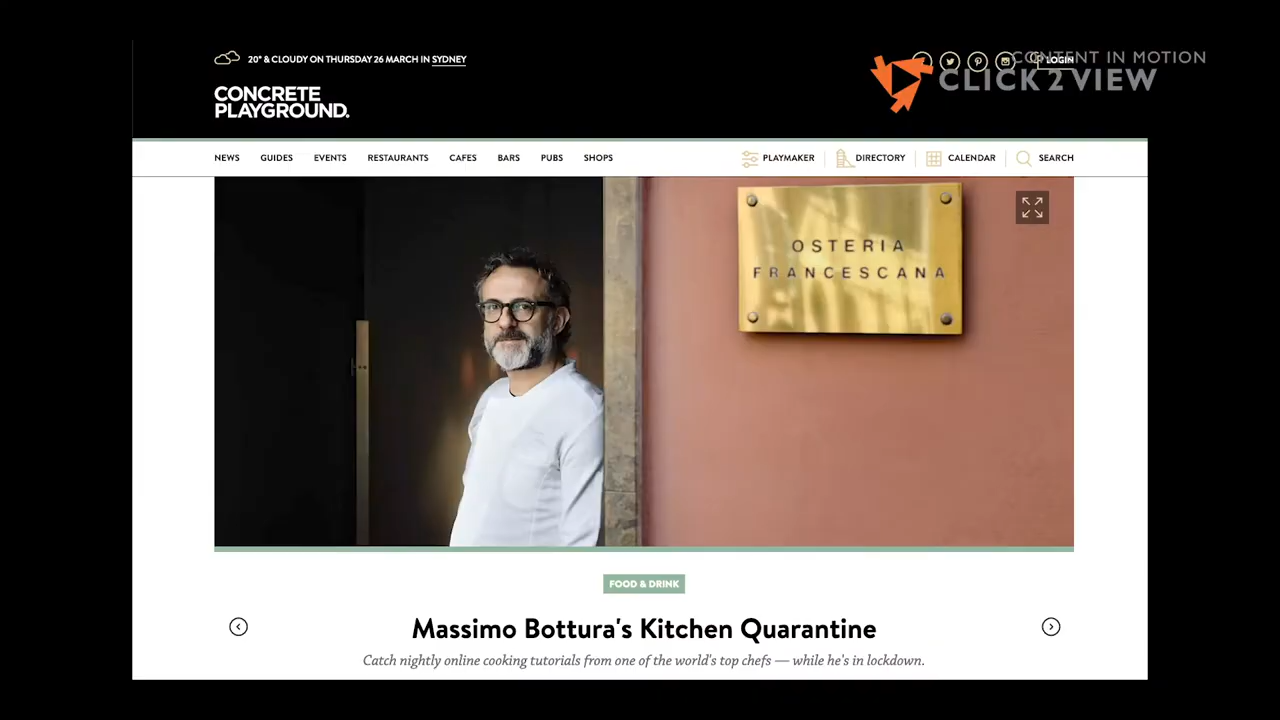 20° & CLOUDY ON THURSDAY 26 MARCH IN SYDNEY
LOGIN
CONTENT IN MOTION
CLICK2VIEW
CONCRETE
PLAYGROUND.
NEWS GUIDES EVENTS RESTAURANTS CAFES BARS PUBS SHOPS PLAYMAKER DIRECTORY CALENDAR SEARCH
OSTERIA
FRANCESCANA
FOOD & DRINK
Massimo Bottura's Kitchen Quarantine
Catch nightly online cooking tutorials from one of the world's top chefs — while he's in lockdown.